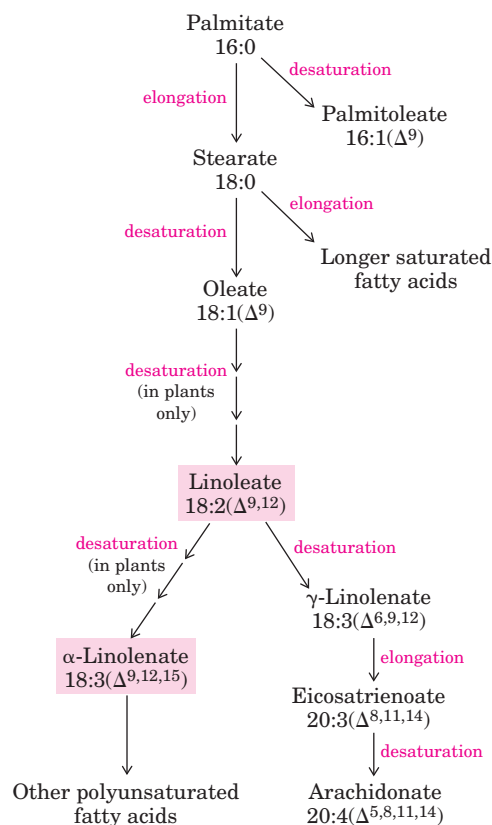 Palmitate
16:0
desaturation
elongation
Palmitoleate
16:1(Δ⁹)
Stearate
18:0
elongation
desaturation
Longer saturated
fatty acids
Oleate
18:1(Δ⁹)
desaturation
(in plants
only)
Linoleate
18:2(Δ⁹,¹²)
desaturation
(in plants
only)
desaturation
γ-Linolenate
18:3(Δ⁶,⁹,¹²)
α-Linolenate
18:3(Δ⁹,¹²,¹⁵)
elongation
Eicosatrienoate
20:3(Δ⁸,¹¹,¹⁴)
desaturation
Other polyunsaturated
fatty acids
Arachidonate
20:4(Δ⁵,⁸,¹¹,¹⁴)